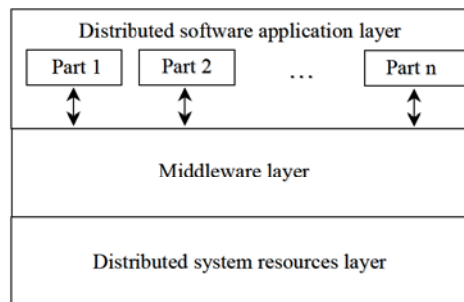 Distributed software application layer
Part 1 Part 2 … Part n
Middleware layer
Distributed system resources layer